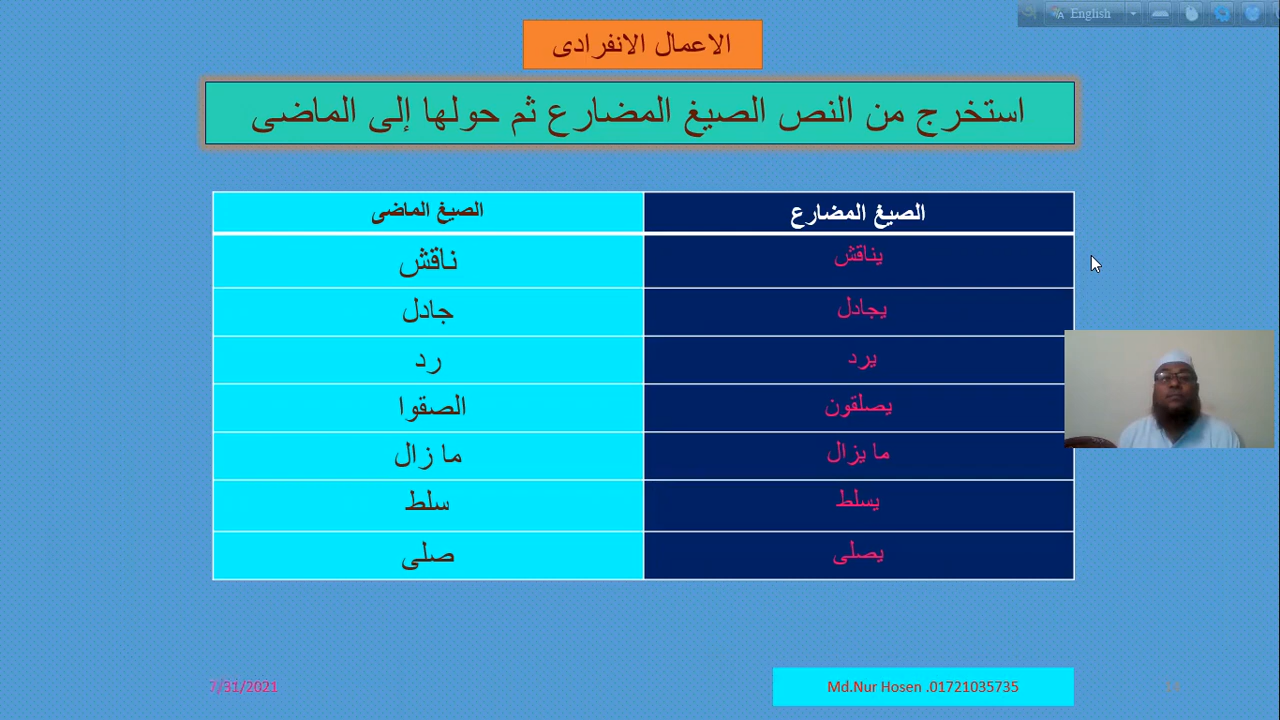 English
الاعمال الانفرادى
استخرج من النص الصيغ المضارع ثم حولها إلى الماضى
الصيغ المضارع
الصيغ الماضى
يناقش
ناقش
يجادل
جادل
يرد
رد
يصلقون
الصقوا
ما يزال
ما زال
يسلط
سلط
يصلى
صلى
7/31/2021
Md.Nur Hosen .01721035735